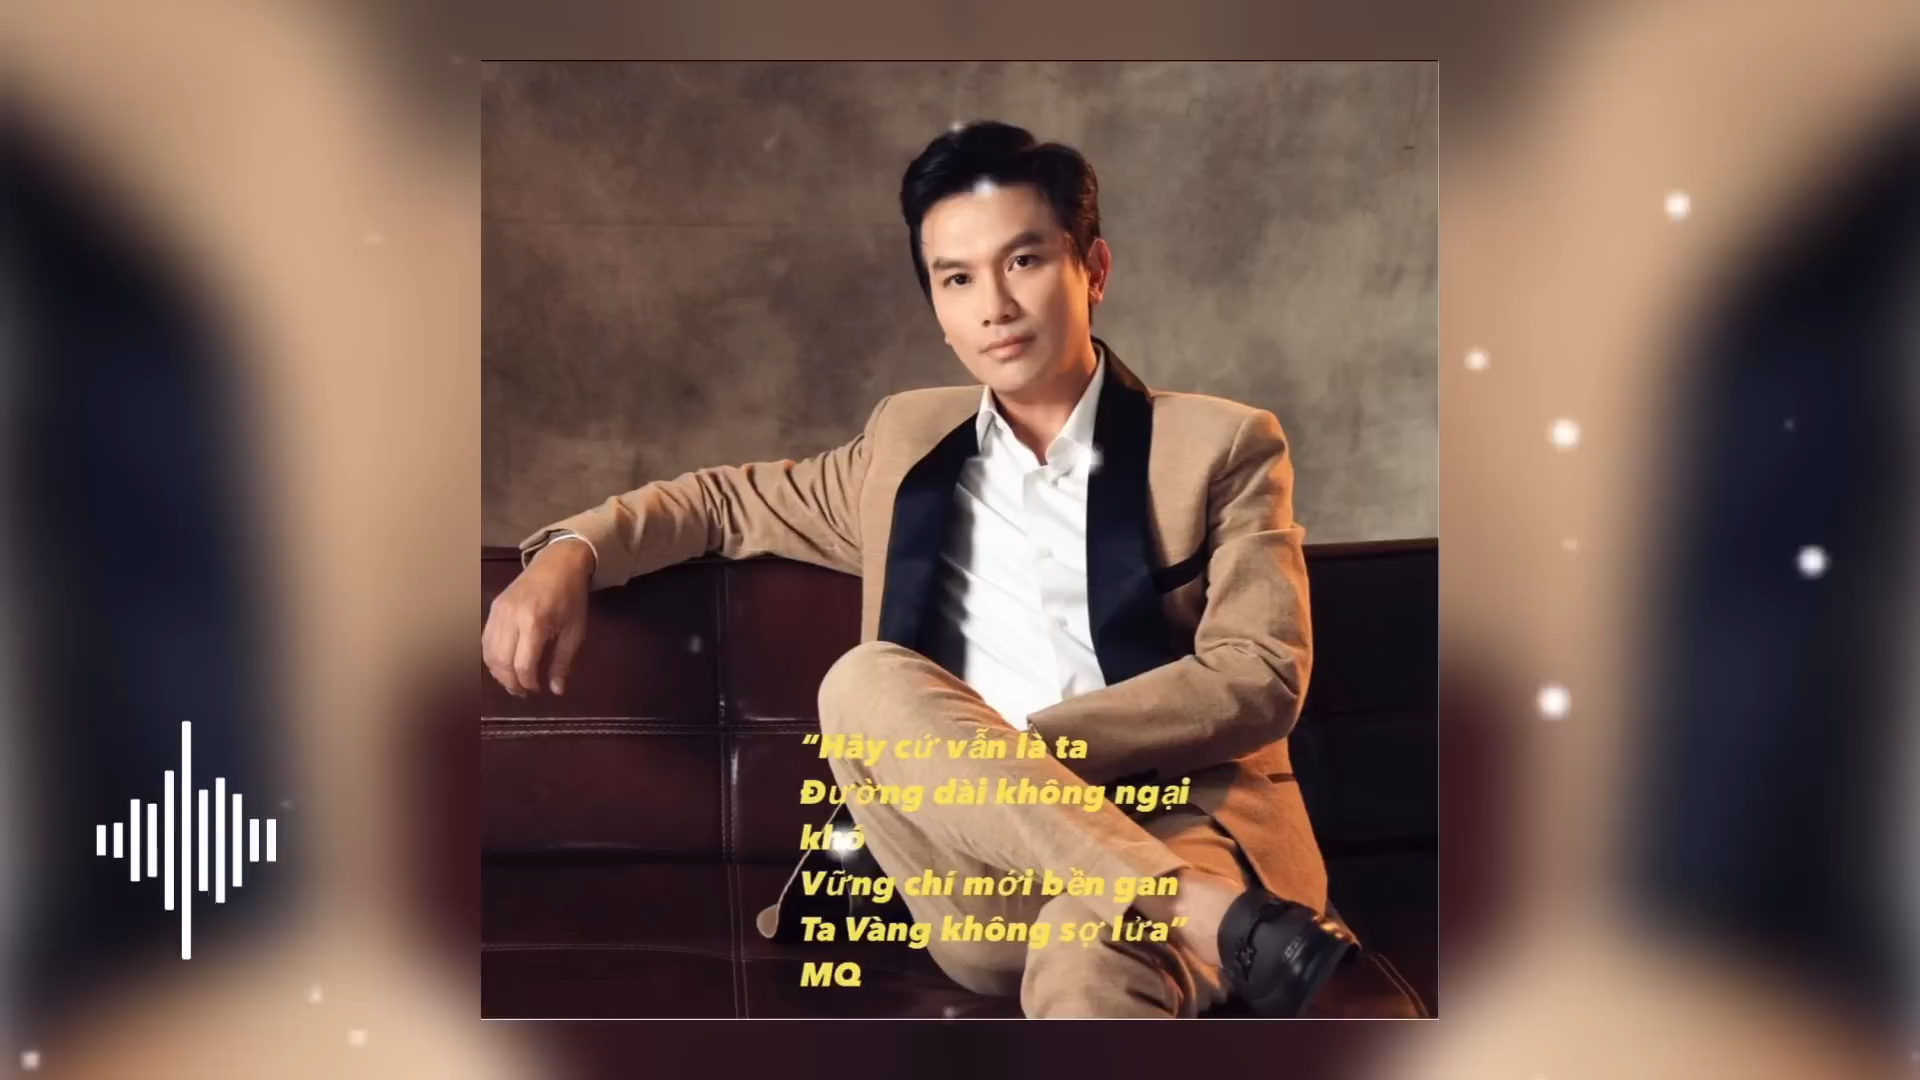 “Hãy cứ vẫn là ta
Đường dài không ngại
khó
Vững chí mới bền gan
Ta Vàng không sợ lửa”
MQ